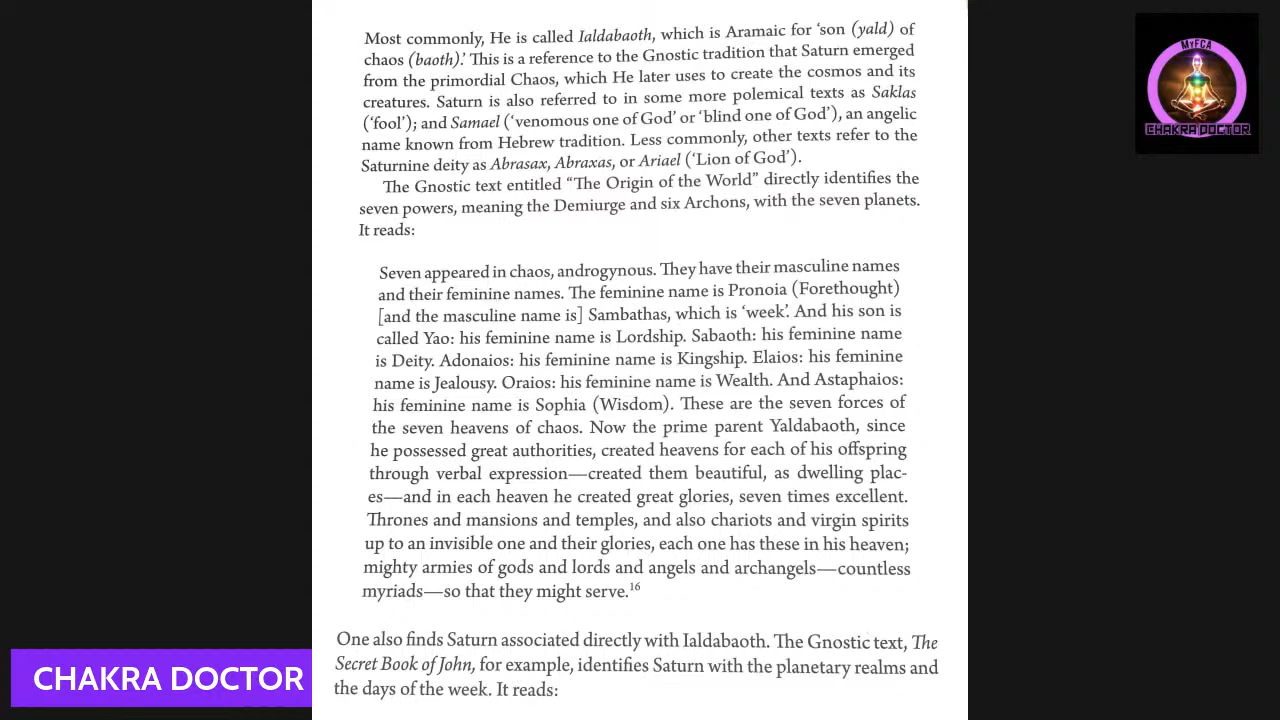 Most commonly, He is called Ialdabaoth, which is Aramaic for ‘son (yald) of
chaos (baoth).’ This is a reference to the Gnostic tradition that Saturn emerged
from the primordial Chaos, which He later uses to create the cosmos and its
creatures. Saturn is also referred to in some more polemical texts as Saklas
(‘fool’); and Samael (‘venomous one of God’ or ‘blind one of God’), an angelic
name known from Hebrew tradition. Less commonly, other texts refer to the
Saturnine deity as Abrasax, Abraxas, or Ariael (‘Lion of God’).
The Gnostic text entitled “The Origin of the World” directly identifies the
seven powers, meaning the Demiurge and six Archons, with the seven planets.
It reads:
Seven appeared in chaos, androgynous. They have their masculine names
and their feminine names. The feminine name is Pronoia (Forethought)
[and the masculine name is] Sambathas, which is ‘week’. And his son is
called Yao: his feminine name is Lordship. Sabaoth: his feminine name
is Deity. Adonaios: his feminine name is Kingship. Elaios: his feminine
name is Jealousy. Oraios: his feminine name is Wealth. And Astaphaios:
his feminine name is Sophia (Wisdom). These are the seven forces of
the seven heavens of chaos. Now the prime parent Yaldabaoth, since
he possessed great authorities, created heavens for each of his offspring
through verbal expression—created them beautiful, as dwelling plac-
es—and in each heaven he created great glories, seven times excellent.
Thrones and mansions and temples, and also chariots and virgin spirits
up to an invisible one and their glories, each one has these in his heaven;
mighty armies of gods and lords and angels and archangels—countless
myriads—so that they might serve.16
One also finds Saturn associated directly with Ialdabaoth. The Gnostic text, The
Secret Book of John, for example, identifies Saturn with the planetary realms and
the days of the week. It reads:
MYFCA
CHAKRA DOCTOR
CHAKRA DOCTOR